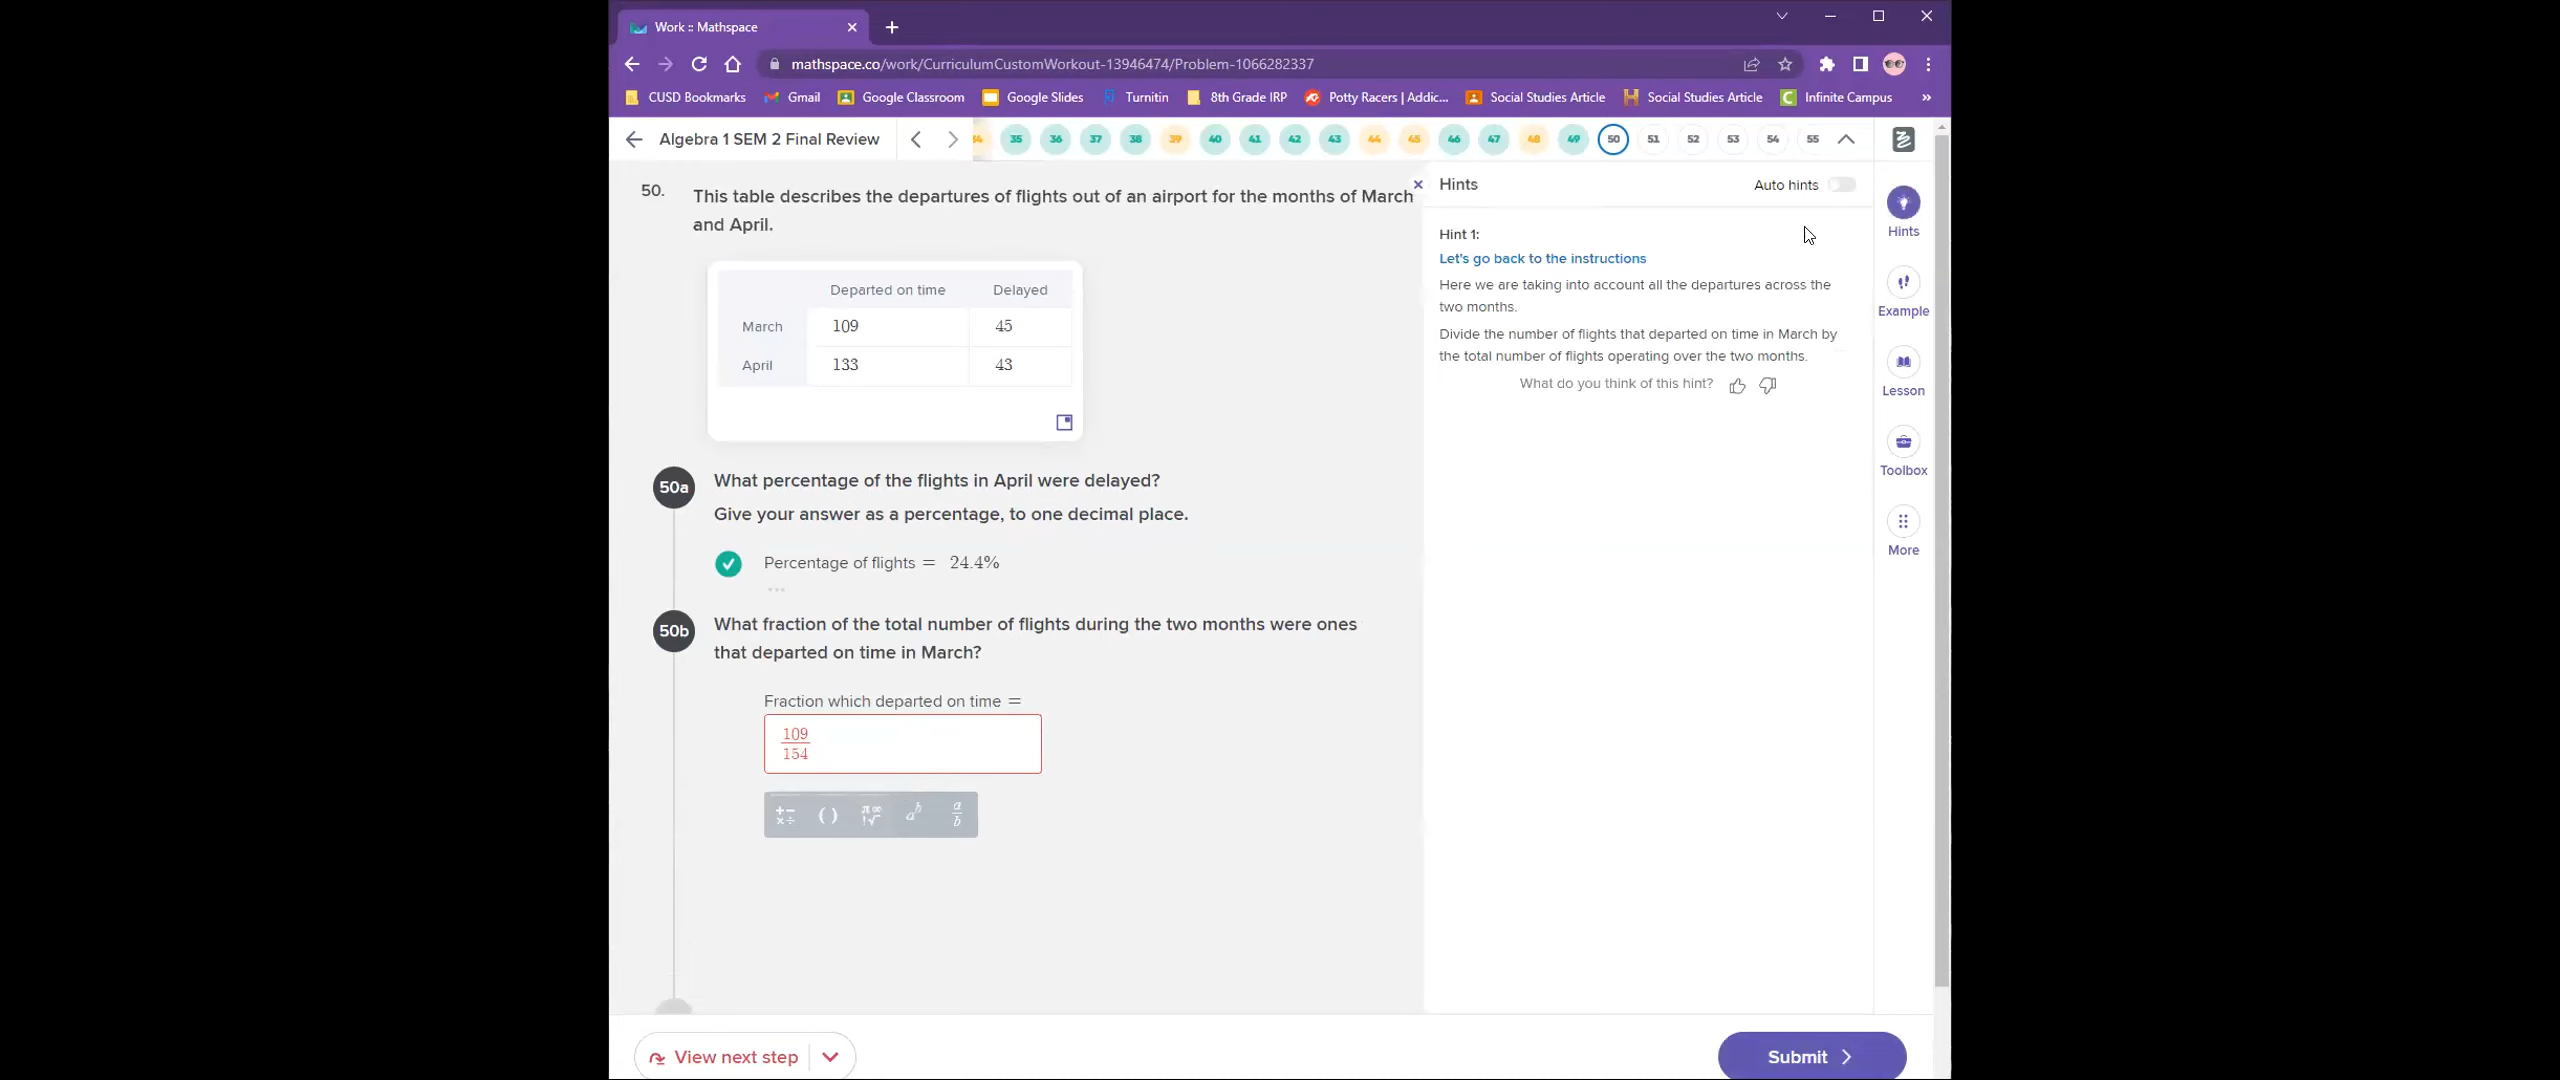 Work :: Mathspace
mathspace.co/work/CurriculumCustomWorkout-13946474/Problem-1066282337
CUSD Bookmarks Gmail Google Classroom Google Slides Turnitin 8th Grade IRP Potty Racers | Addic... Social Studies Article Social Studies Article Infinite Campus »
Algebra 1 SEM 2 Final Review 34 35 36 37 38 39 40 41 42 43 44 45 46 47 48 49 50 51 52 53 54 55
50. This table describes the departures of flights out of an airport for the months of March
and April.
Departed on time Delayed
March 109 45
April 133 43
50a What percentage of the flights in April were delayed?
Give your answer as a percentage, to one decimal place.
Percentage of flights = 24.4%
50b What fraction of the total number of flights during the two months were ones
that departed on time in March?
Fraction which departed on time =
109
154
+ − × ÷ ( ) π ∞ ! √ a^b a/b
View next step
Submit
Hints Auto hints
Hint 1:
Let's go back to the instructions
Here we are taking into account all the departures across the
two months.
Divide the number of flights that departed on time in March by
the total number of flights operating over the two months.
What do you think of this hint?
Hints
Example
Lesson
Toolbox
More